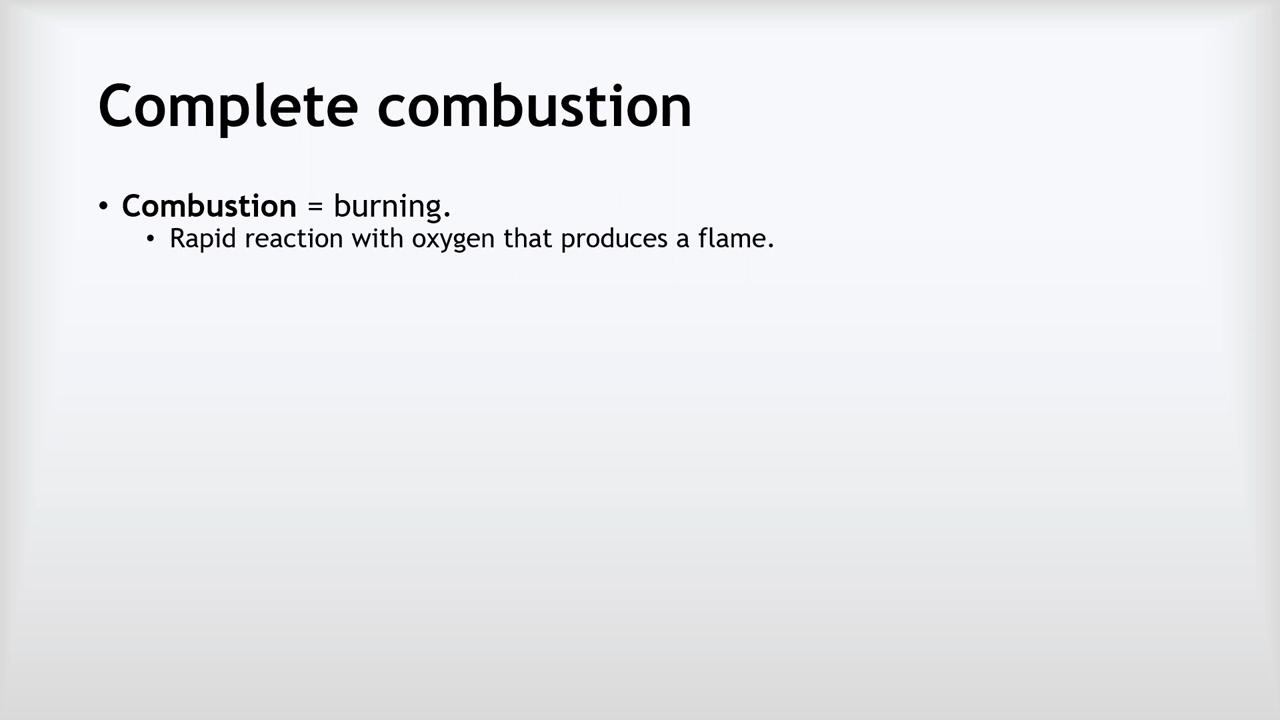 Complete combustion
• Combustion = burning.
• Rapid reaction with oxygen that produces a flame.